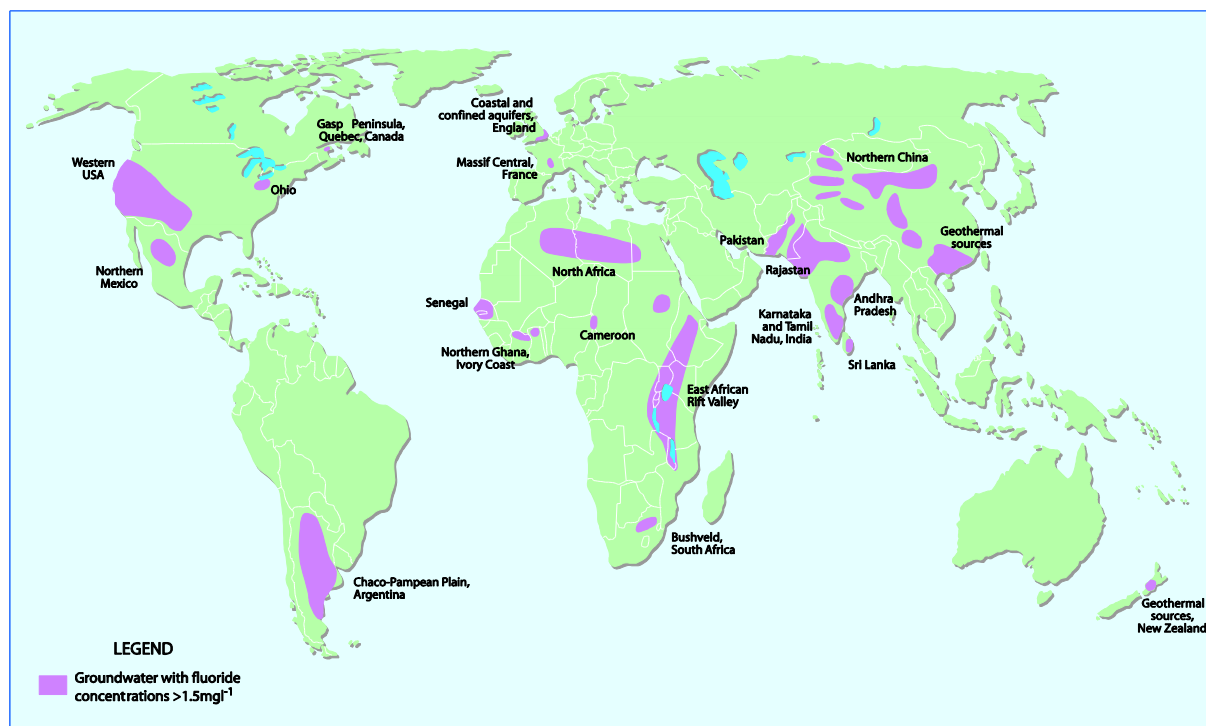 Coastal and
confined aquifers,
England
Gasp Peninsula,
Quebec, Canada
Western
USA
Ohio
Massif Central,
France
Northern China
Northern
Mexico
North Africa
Pakistan
Rajastan
Geothermal
sources
Senegal
Cameroon
Northern Ghana,
Ivory Coast
Karnataka
and Tamil
Nadu, India
Andhra
Pradesh
Sri Lanka
East African
Rift Valley
Bushveld,
South Africa
Chaco-Pampean Plain,
Argentina
Geothermal
sources,
New Zealand
LEGEND
Groundwater with fluoride
concentrations >1.5mgl⁻¹